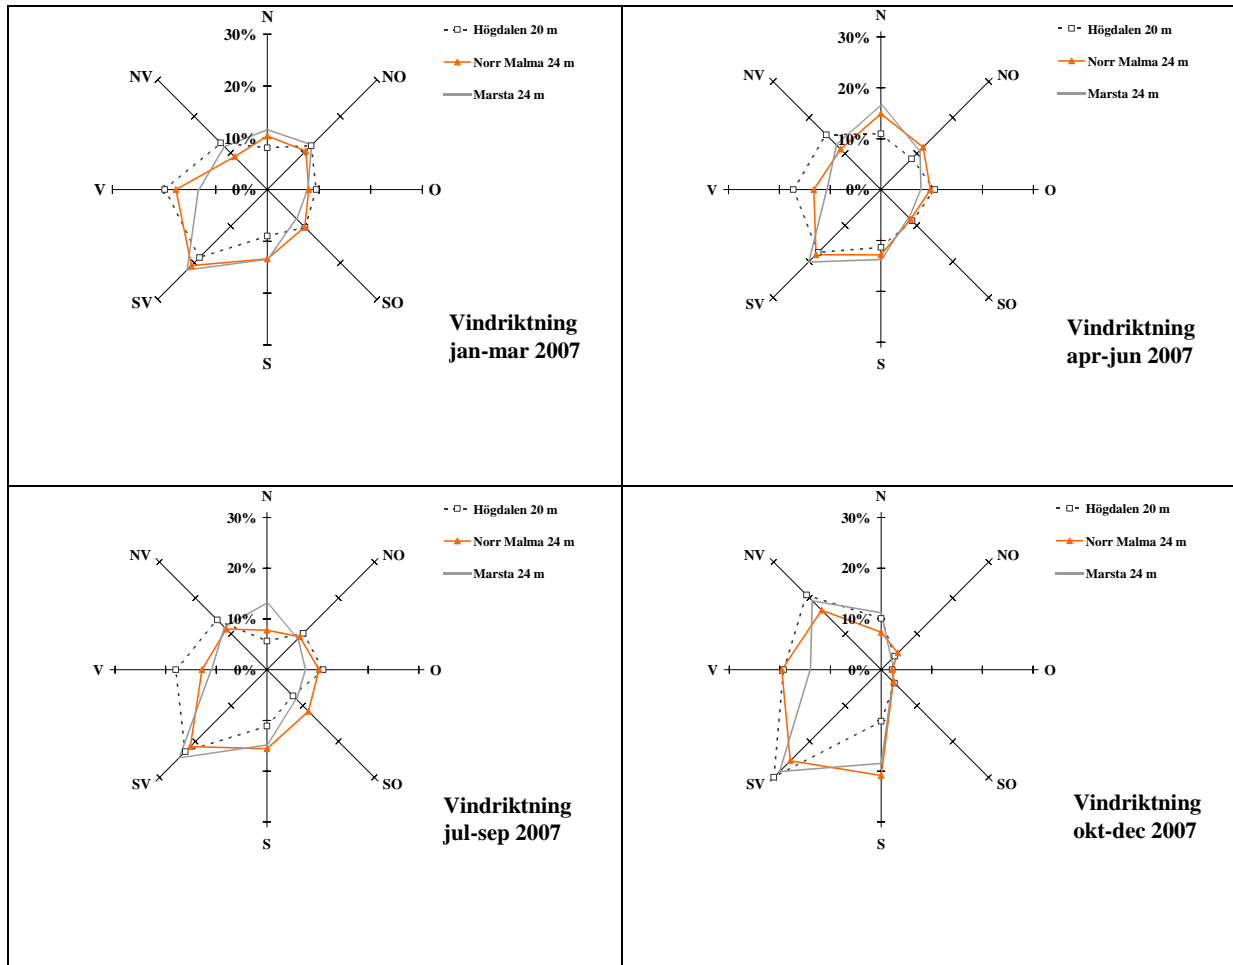 N
30%
Högdalen 20 m
20%
Norr Malma 24 m
NV
NO
Marsta 24 m
10%
V
0%
O
SV
SO
Vindriktning
jan-mar 2007
S
N
30%
Högdalen 20 m
20%
Norr Malma 24 m
NV
NO
Marsta 24 m
10%
V
0%
O
SV
SO
Vindriktning
apr-jun 2007
S
N
30%
Högdalen 20 m
20%
Norr Malma 24 m
NV
NO
Marsta 24 m
10%
V
0%
O
SV
SO
Vindriktning
jul-sep 2007
S
N
30%
Högdalen 20 m
20%
Norr Malma 24 m
NV
NO
Marsta 24 m
10%
V
0%
O
SV
SO
Vindriktning
okt-dec 2007
S